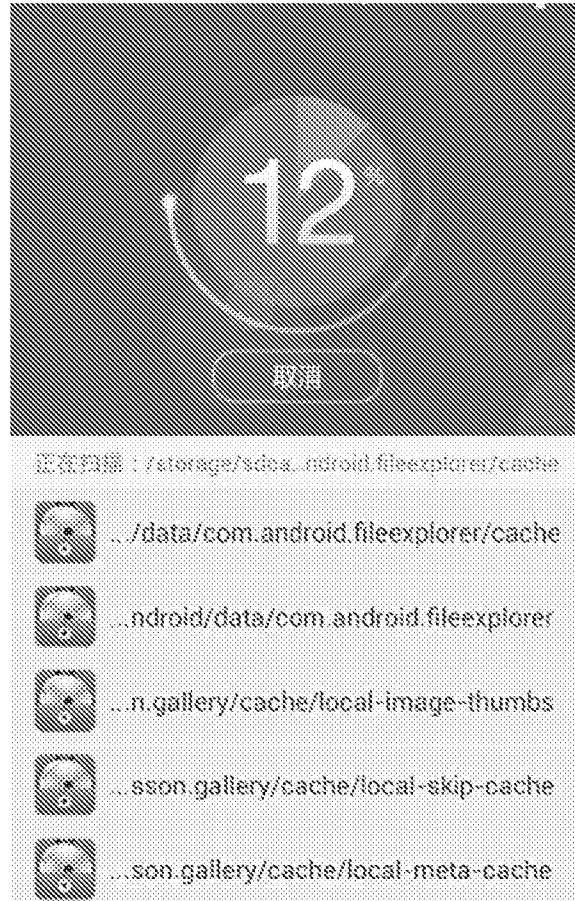 12%
取消
正在扫描：/storage/sdca...ndroid.fileexplorer/cache
.../data/com.android.fileexplorer/cache
...ndroid/data/com.android.fileexplorer
...n.gallery/cache/local-image-thumbs
...sson.gallery/cache/local-skip-cache
...son.gallery/cache/local-meta-cache